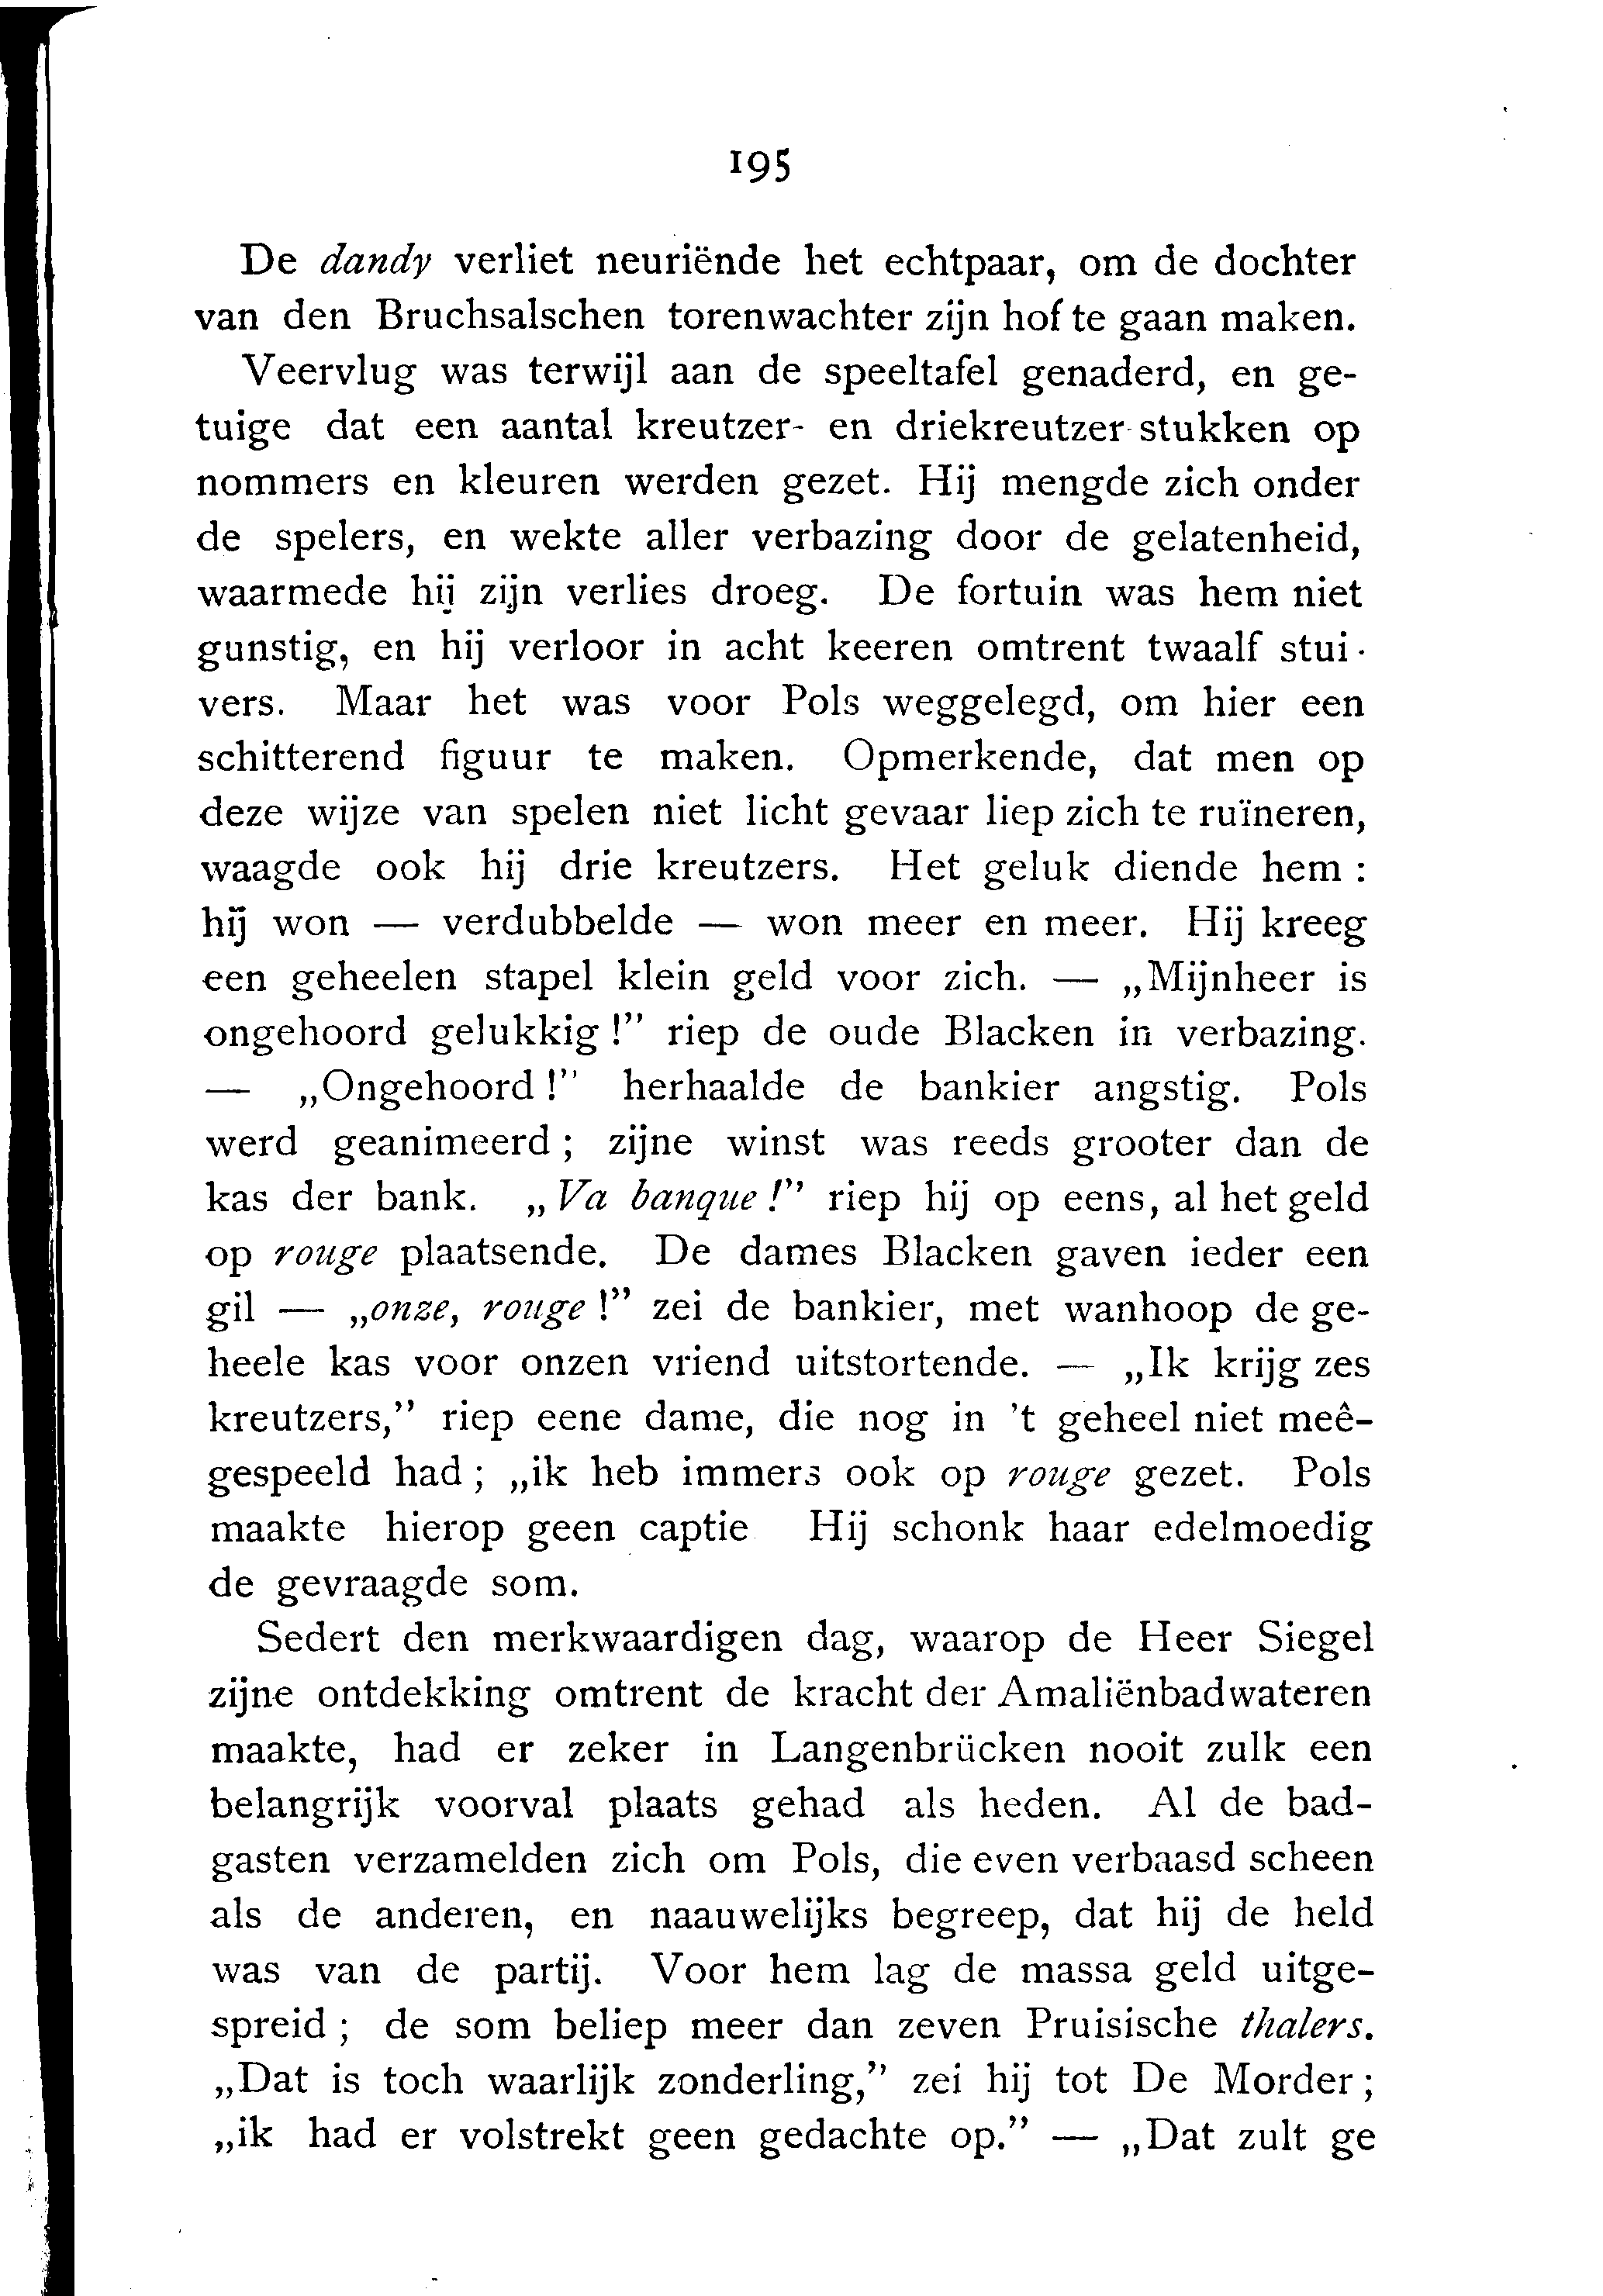 195
De dandy verliet neuriënde het echtpaar, om de dochter
van den Bruchsalschen torenwachter zijn hof te gaan maken.
Veervlug was terwijl aan de speeltafel genaderd, en ge-
tuige dat een aantal kreutzer- en driekreutzer-stukken op
nommers en kleuren werden gezet. Hij mengde zich onder
de spelers, en wekte aller verbazing door de gelatenheid,
waarmede hij zijn verlies droeg. De fortuin was hem niet
gunstig, en hij verloor in acht keeren omtrent twaalf stui-
vers. Maar het was voor Pols weggelegd, om hier een
schitterend figuur te maken. Opmerkende, dat men op
deze wijze van spelen niet licht gevaar liep zich te ruïneren,
waagde ook hij drie kreutzers. Het geluk diende hem :
hij won — verdubbelde — won meer en meer. Hij kreeg
een geheelen stapel klein geld voor zich. — „Mijnheer is
ongehoord gelukkig !” riep de oude Blacken in verbazing.
— „Ongehoord !” herhaalde de bankier angstig. Pols
werd geanimeerd ; zijne winst was reeds grooter dan de
kas der bank. „Va banque !” riep hij op eens, al het geld
op rouge plaatsende. De dames Blacken gaven ieder een
gil — „onze, rouge !” zei de bankier, met wanhoop de ge-
heele kas voor onzen vriend uitstortende. — „Ik krijg zes
kreutzers,” riep eene dame, die nog in ’t geheel niet meê-
gespeeld had ; „ik heb immers ook op rouge gezet. Pols
maakte hierop geen captie Hij schonk haar edelmoedig
de gevraagde som.
Sedert den merkwaardigen dag, waarop de Heer Siegel
zijne ontdekking omtrent de kracht der Amaliënbadwateren
maakte, had er zeker in Langenbrücken nooit zulk een
belangrijk voorval plaats gehad als heden. Al de bad-
gasten verzamelden zich om Pols, die even verbaasd scheen
als de anderen, en naauwelijks begreep, dat hij de held
was van de partij. Voor hem lag de massa geld uitge-
spreid ; de som beliep meer dan zeven Pruisische thalers.
„Dat is toch waarlijk zonderling,” zei hij tot De Morder ;
„ik had er volstrekt geen gedachte op.” — „Dat zult ge